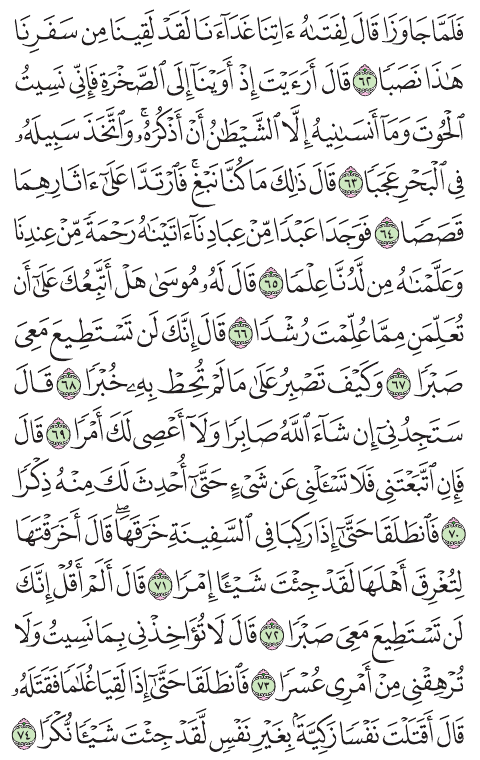 فَلَمَّا جَاوَزَا قَالَ لِفَتَىٰهُ ءَاتِنَا غَدَآءَنَا لَقَدْ لَقِينَا مِن سَفَرِنَا
هَٰذَا نَصَبًا ٦٢ قَالَ أَرَءَيْتَ إِذْ أَوَيْنَآ إِلَى ٱلصَّخْرَةِ فَإِنِّى نَسِيتُ
ٱلْحُوتَ وَمَآ أَنسَىٰنِيهُ إِلَّا ٱلشَّيْطَٰنُ أَنْ أَذْكُرَهُۥ ۚ وَٱتَّخَذَ سَبِيلَهُۥ
فِى ٱلْبَحْرِ عَجَبًا ٦٣ قَالَ ذَٰلِكَ مَا كُنَّا نَبْغِ ۚ فَٱرْتَدَّا عَلَىٰٓ ءَاثَارِهِمَا
قَصَصًا ٦٤ فَوَجَدَا عَبْدًا مِّنْ عِبَادِنَآ ءَاتَيْنَٰهُ رَحْمَةً مِّنْ عِندِنَا
وَعَلَّمْنَٰهُ مِن لَّدُنَّا عِلْمًا ٦٥ قَالَ لَهُۥ مُوسَىٰ هَلْ أَتَّبِعُكَ عَلَىٰٓ أَن
تُعَلِّمَنِ مِمَّا عُلِّمْتَ رُشْدًا ٦٦ قَالَ إِنَّكَ لَن تَسْتَطِيعَ مَعِىَ
صَبْرًا ٦٧ وَكَيْفَ تَصْبِرُ عَلَىٰ مَا لَمْ تُحِطْ بِهِۦ خُبْرًا ٦٨ قَالَ
سَتَجِدُنِىٓ إِن شَآءَ ٱللَّهُ صَابِرًا وَلَآ أَعْصِى لَكَ أَمْرًا ٦٩ قَالَ
فَإِنِ ٱتَّبَعْتَنِى فَلَا تَسْـَٔلْنِى عَن شَىْءٍ حَتَّىٰٓ أُحْدِثَ لَكَ مِنْهُ ذِكْرًا
٧٠ فَٱنطَلَقَا حَتَّىٰٓ إِذَا رَكِبَا فِى ٱلسَّفِينَةِ خَرَقَهَا ۖ قَالَ أَخَرَقْتَهَا
لِتُغْرِقَ أَهْلَهَا لَقَدْ جِئْتَ شَيْـًٔا إِمْرًا ٧١ قَالَ أَلَمْ أَقُلْ إِنَّكَ
لَن تَسْتَطِيعَ مَعِىَ صَبْرًا ٧٢ قَالَ لَا تُؤَاخِذْنِى بِمَا نَسِيتُ وَلَا
تُرْهِقْنِى مِنْ أَمْرِى عُسْرًا ٧٣ فَٱنطَلَقَا حَتَّىٰٓ إِذَا لَقِيَا غُلَٰمًا فَقَتَلَهُۥ
قَالَ أَقَتَلْتَ نَفْسًا زَكِيَّةًۢ بِغَيْرِ نَفْسٍ لَّقَدْ جِئْتَ شَيْـًٔا نُّكْرًا ٧٤